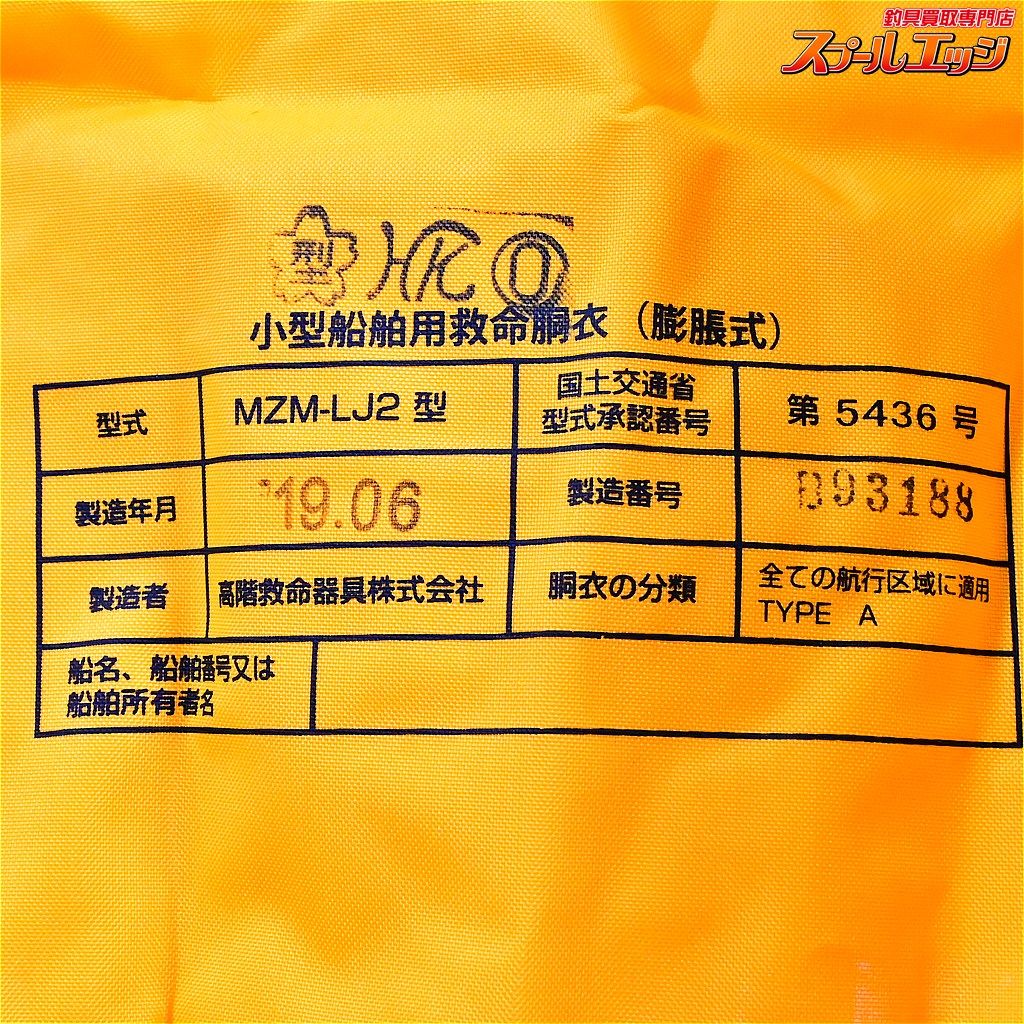 釣具買取専門店
スプールエッジ
型 HK 0
小型船舶用救命胴衣（膨脹式）
型式 MZM-LJ2 型 国土交通省 型式承認番号 第 5436 号
製造年月 '19.06 製造番号 B93188
製造者 高階救命器具株式会社 胴衣の分類 全ての航行区域に適用 TYPE A
船名、船舶番号又は
船舶所有者名